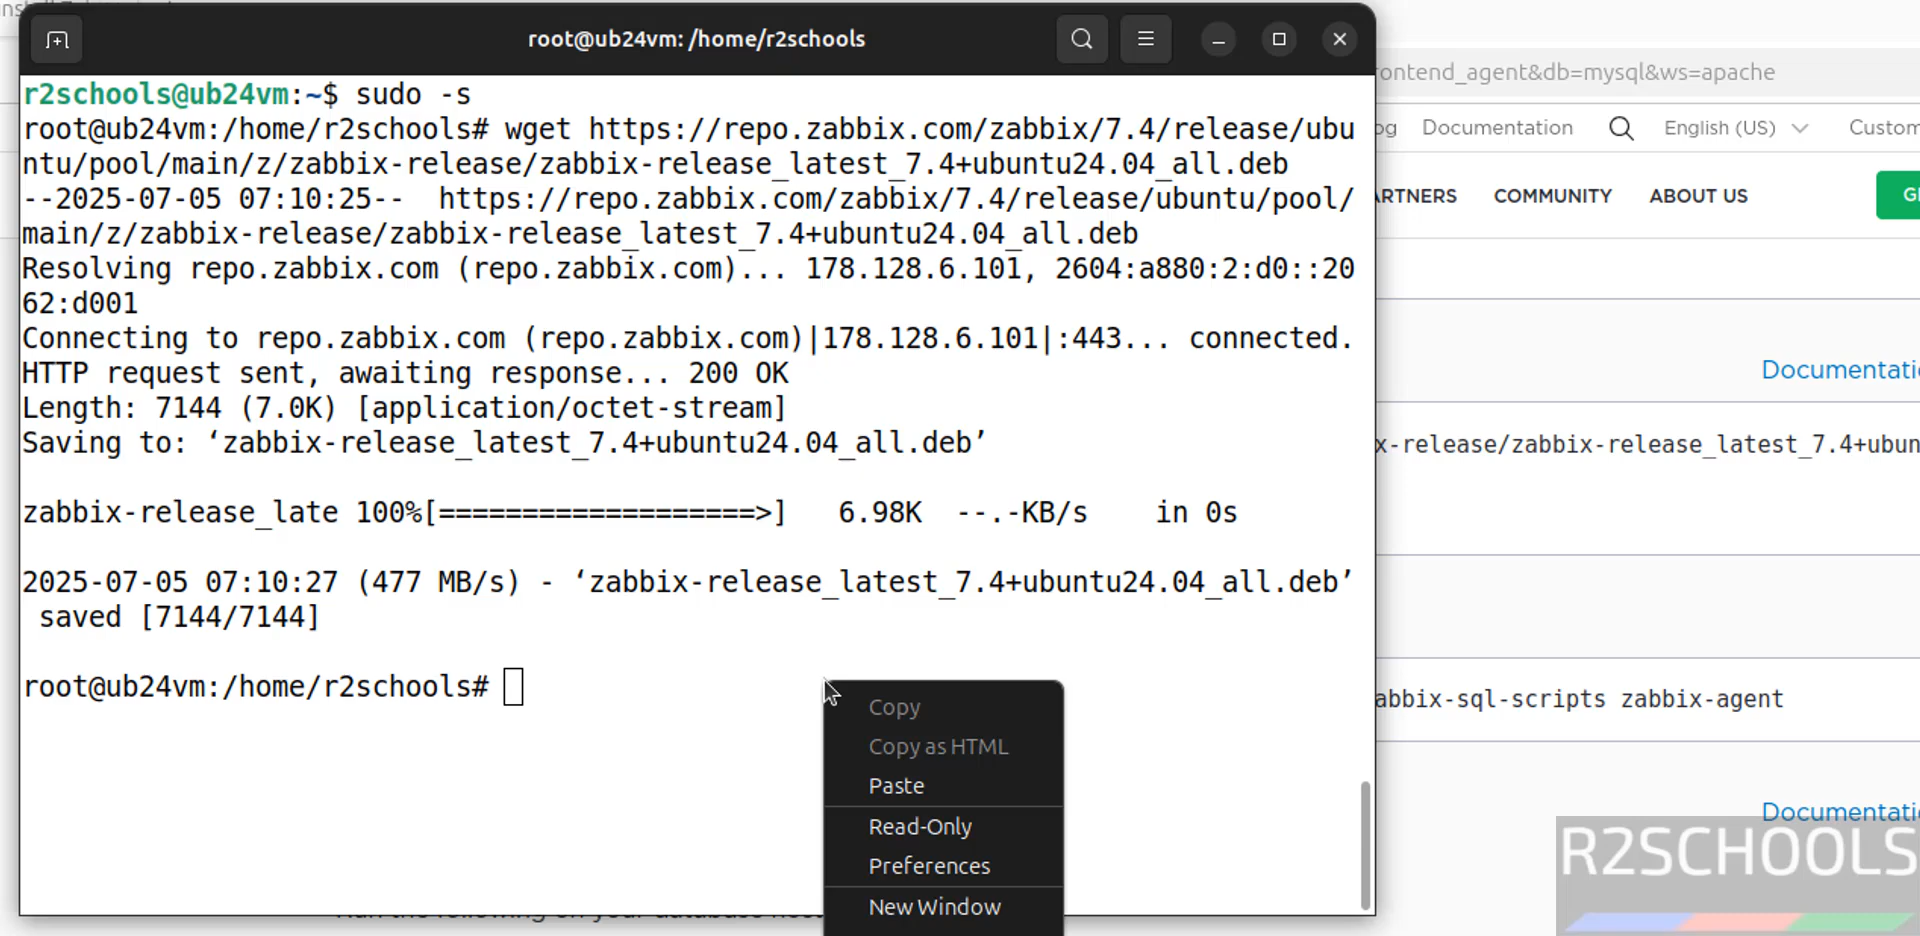 root@ub24vm: /home/r2schools
r2schools@ub24vm:~$ sudo -s
root@ub24vm:/home/r2schools# wget https://repo.zabbix.com/zabbix/7.4/release/ubu
ntu/pool/main/z/zabbix-release/zabbix-release_latest_7.4+ubuntu24.04_all.deb
--2025-07-05 07:10:25--  https://repo.zabbix.com/zabbix/7.4/release/ubuntu/pool/
main/z/zabbix-release/zabbix-release_latest_7.4+ubuntu24.04_all.deb
Resolving repo.zabbix.com (repo.zabbix.com)... 178.128.6.101, 2604:a880:2:d0::20
62:d001
Connecting to repo.zabbix.com (repo.zabbix.com)|178.128.6.101|:443... connected.
HTTP request sent, awaiting response... 200 OK
Length: 7144 (7.0K) [application/octet-stream]
Saving to: ‘zabbix-release_latest_7.4+ubuntu24.04_all.deb’
zabbix-release_late 100%[===================>]   6.98K  --.-KB/s    in 0s
2025-07-05 07:10:27 (477 MB/s) - ‘zabbix-release_latest_7.4+ubuntu24.04_all.deb’
 saved [7144/7144]
root@ub24vm:/home/r2schools#
Copy
Copy as HTML
Paste
Read-Only
Preferences
New Window
ontend_agent&db=mysql&ws=apache
og Documentation English (US) Custom
ARTNERS COMMUNITY ABOUT US
Documentati
x-release/zabbix-release_latest_7.4+ubun
abbix-sql-scripts zabbix-agent
Documentati
R2SCHOOLS